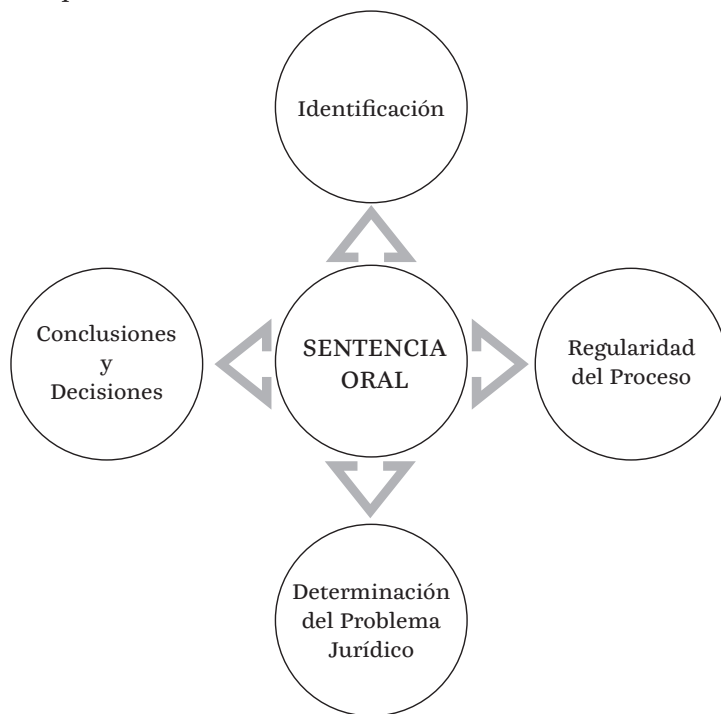 Identificación
Conclusiones
y
Decisiones
SENTENCIA
ORAL
Regularidad
del Proceso
Determinación
del Problema
Jurídico